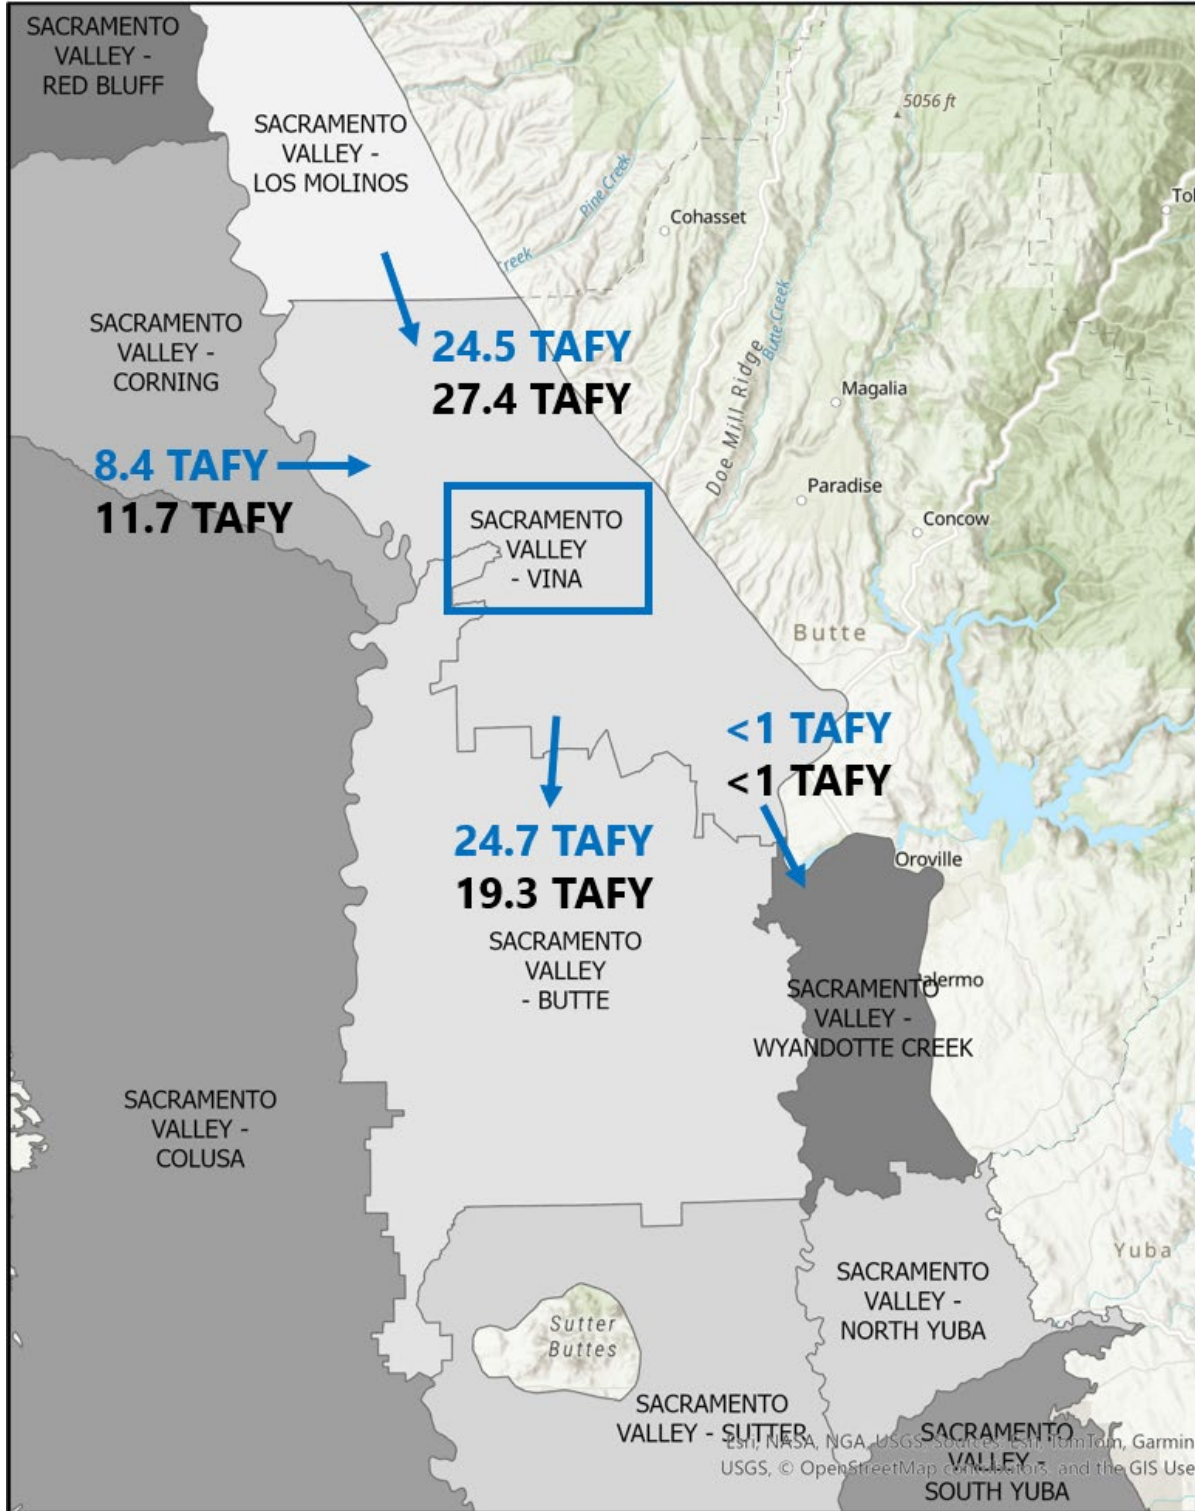 SACRAMENTO
VALLEY -
RED BLUFF
5056 ft
SACRAMENTO
VALLEY -
LOS MOLINOS
Pine Creek
Cohasset
Creek
Butte Creek
SACRAMENTO
VALLEY -
CORNING
24.5 TAFY
27.4 TAFY
Doe Mill Ridge
Magalia
8.4 TAFY
11.7 TAFY
Paradise
Concow
SACRAMENTO
VALLEY
- VINA
Butte
<1 TAFY
<1 TAFY
24.7 TAFY
19.3 TAFY
Oroville
SACRAMENTO
VALLEY
- BUTTE
SACRAMENTO
VALLEY -
WYANDOTTE CREEK
SACRAMENTO
VALLEY -
COLUSA
Yuba
SACRAMENTO
VALLEY -
NORTH YUBA
Sutter
Buttes
SACRAMENTO
VALLEY - SUTTER
SACRAMENTO
VALLEY -
SOUTH YUBA
Esri, NASA, NGA, USGS, Sources: Esri, TomTom, Garmin
USGS, © OpenStreetMap contributors, and the GIS Use